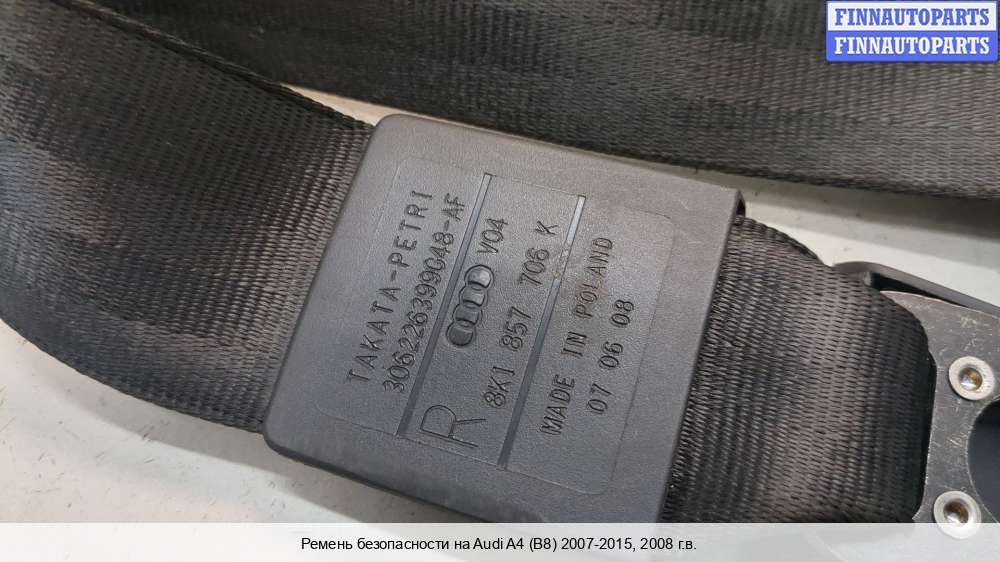 FINNAUTOPARTS
FINNAUTOPARTS
TAKATA-PETRI
306226399048-AF
V04
R 8K1 857 706 K
MADE IN POLAND
07 06 08
Ремень безопасности на Audi A4 (B8) 2007-2015, 2008 г.в.